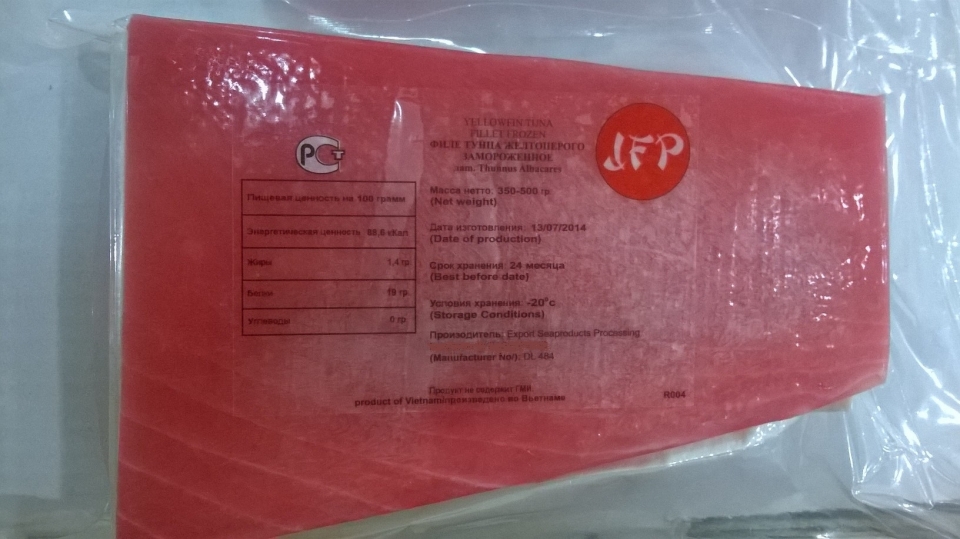 YELLOWFIN TUNA
FILLET FROZEN
ФИЛЕ ТУНЦА ЖЕЛТОПЕРОГО
ЗАМОРОЖЕННОЕ
лат. Thunnus Albacares
JFP
РСТ
Пищевая ценность на 100 грамм
Энергетическая ценность 88,6 кКал
Жиры 1,4 гр.
Белки 19 гр.
Углеводы 0 гр.
Масса нетто: 350-500 гр
(Net weight)
Дата изготовления: 13/07/2014
(Date of production)
Срок хранения: 24 месяца
(Best before date)
Условия хранения: -20°c
(Storage Conditions)
Производитель: Export Seaproducts Processing
(Manufacturer No/): DL 484
Продукт не содержит ГМИ
product of Vietnam/произведено во Вьетнаме
R004